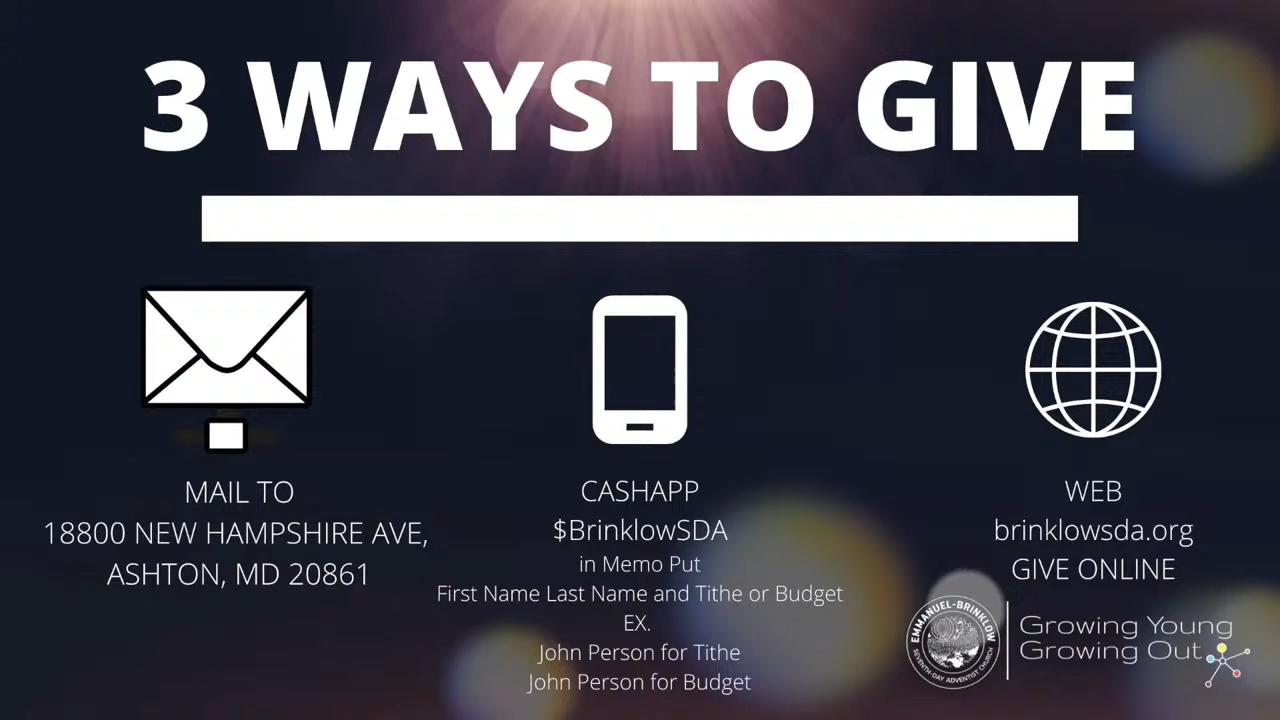 3 WAYS TO GIVE
MAIL TO
18800 NEW HAMPSHIRE AVE,
ASHTON, MD 20861
CASHAPP
$BrinklowSDA
in Memo Put
First Name Last Name and Tithe or Budget
EX.
John Person for Tithe
John Person for Budget
WEB
brinklowsda.org
GIVE ONLINE
EMMANUEL-BRINKLOW
SEVENTH-DAY ADVENTIST CHURCH
Growing Young
Growing Out